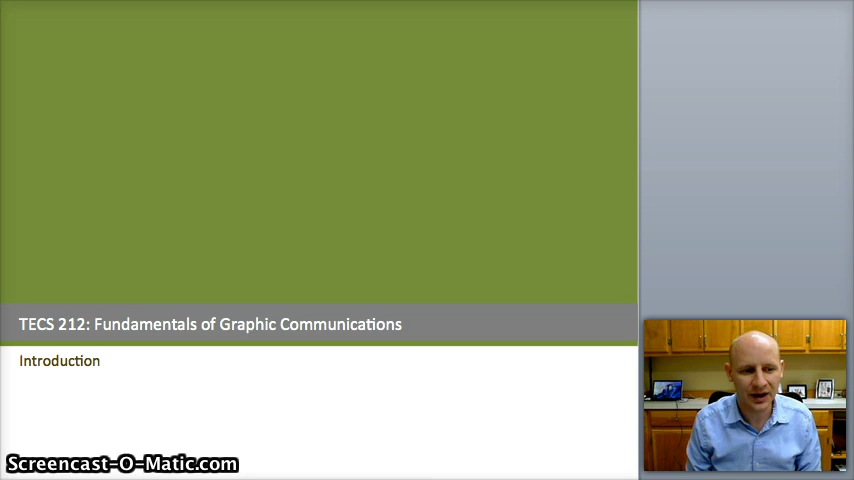 TECS 212: Fundamentals of Graphic Communications
Introduction
Screencast-O-Matic.com